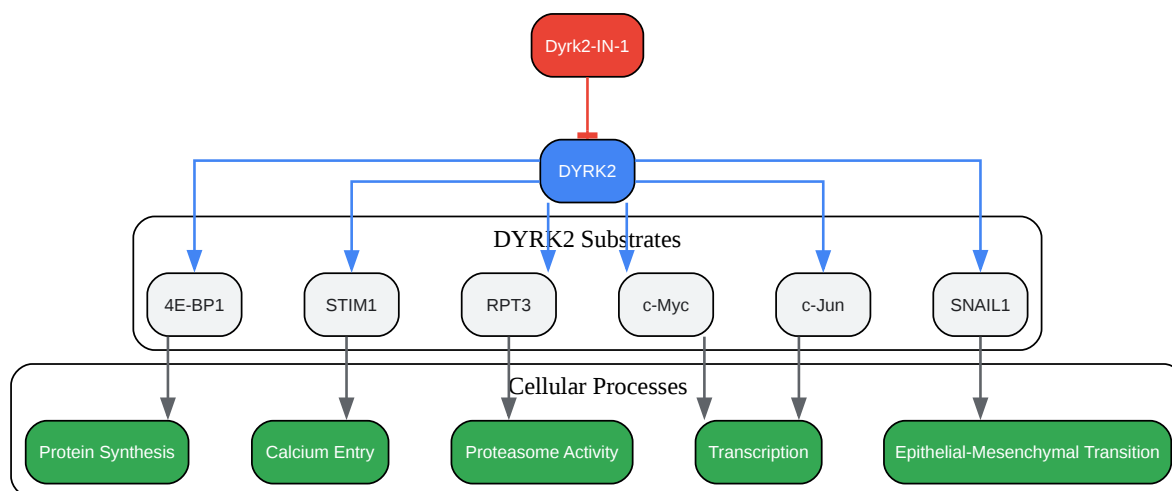 Dyrk2-IN-1
DYRK2
DYRK2 Substrates
4E-BP1
STIM1
RPT3
c-Myc
c-Jun
SNAIL1
Cellular Processes
Protein Synthesis
Calcium Entry
Proteasome Activity
Transcription
Epithelial-Mesenchymal Transition